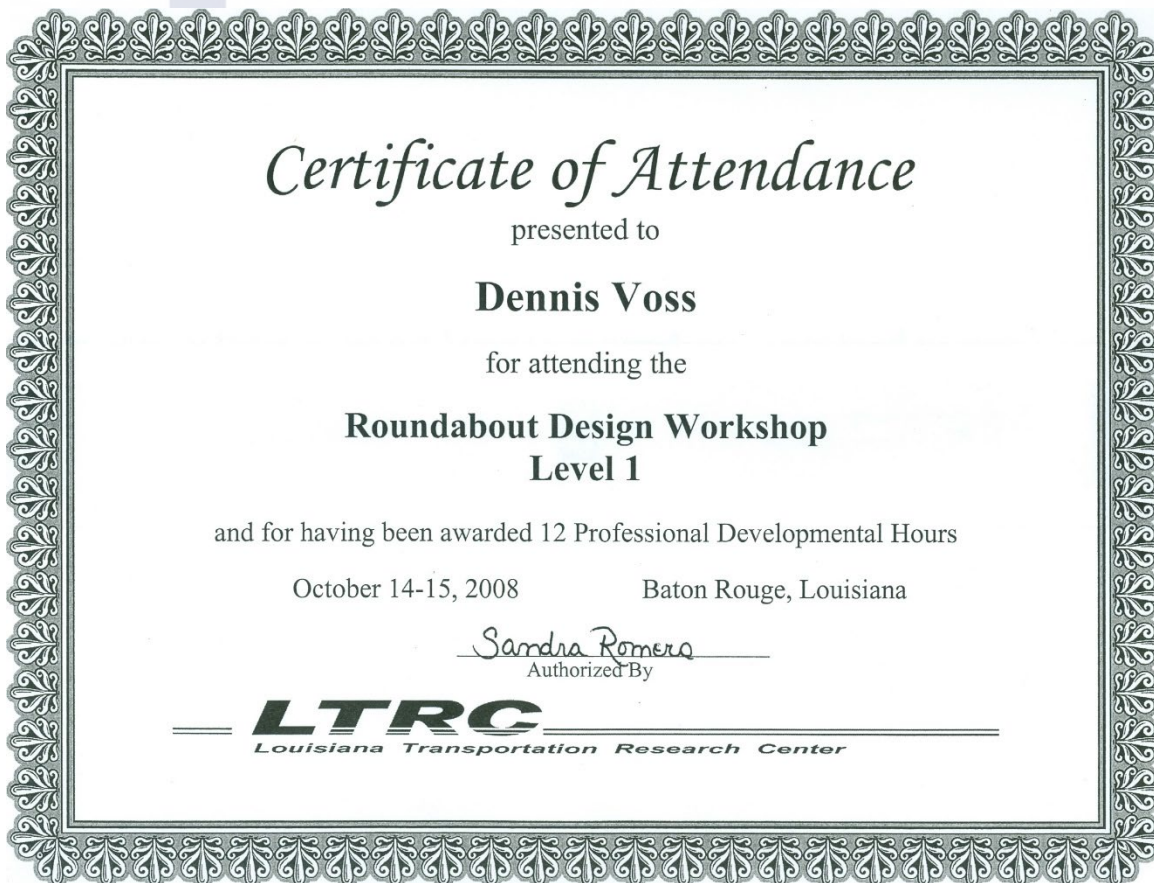 Certificate of Attendance
presented to
Dennis Voss
for attending the
Roundabout Design Workshop
Level 1
and for having been awarded 12 Professional Developmental Hours
October 14-15, 2008 Baton Rouge, Louisiana
Sandra Romero
Authorized By
LTRC
Louisiana Transportation Research Center